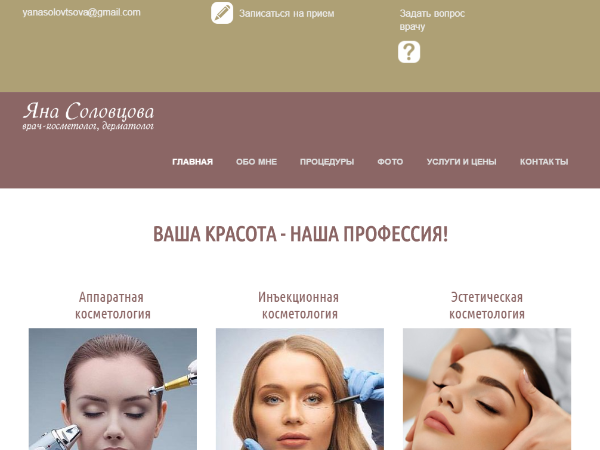 yanasolovtsova@gmail.com
Записаться на прием
Задать вопрос
врачу
Яна Соловцова
врач-косметолог, дерматолог
ГЛАВНАЯ ОБО МНЕ ПРОЦЕДУРЫ ФОТО УСЛУГИ И ЦЕНЫ КОНТАКТЫ
ВАША КРАСОТА - НАША ПРОФЕССИЯ!
Аппаратная
косметология
Инъекционная
косметология
Эстетическая
косметология